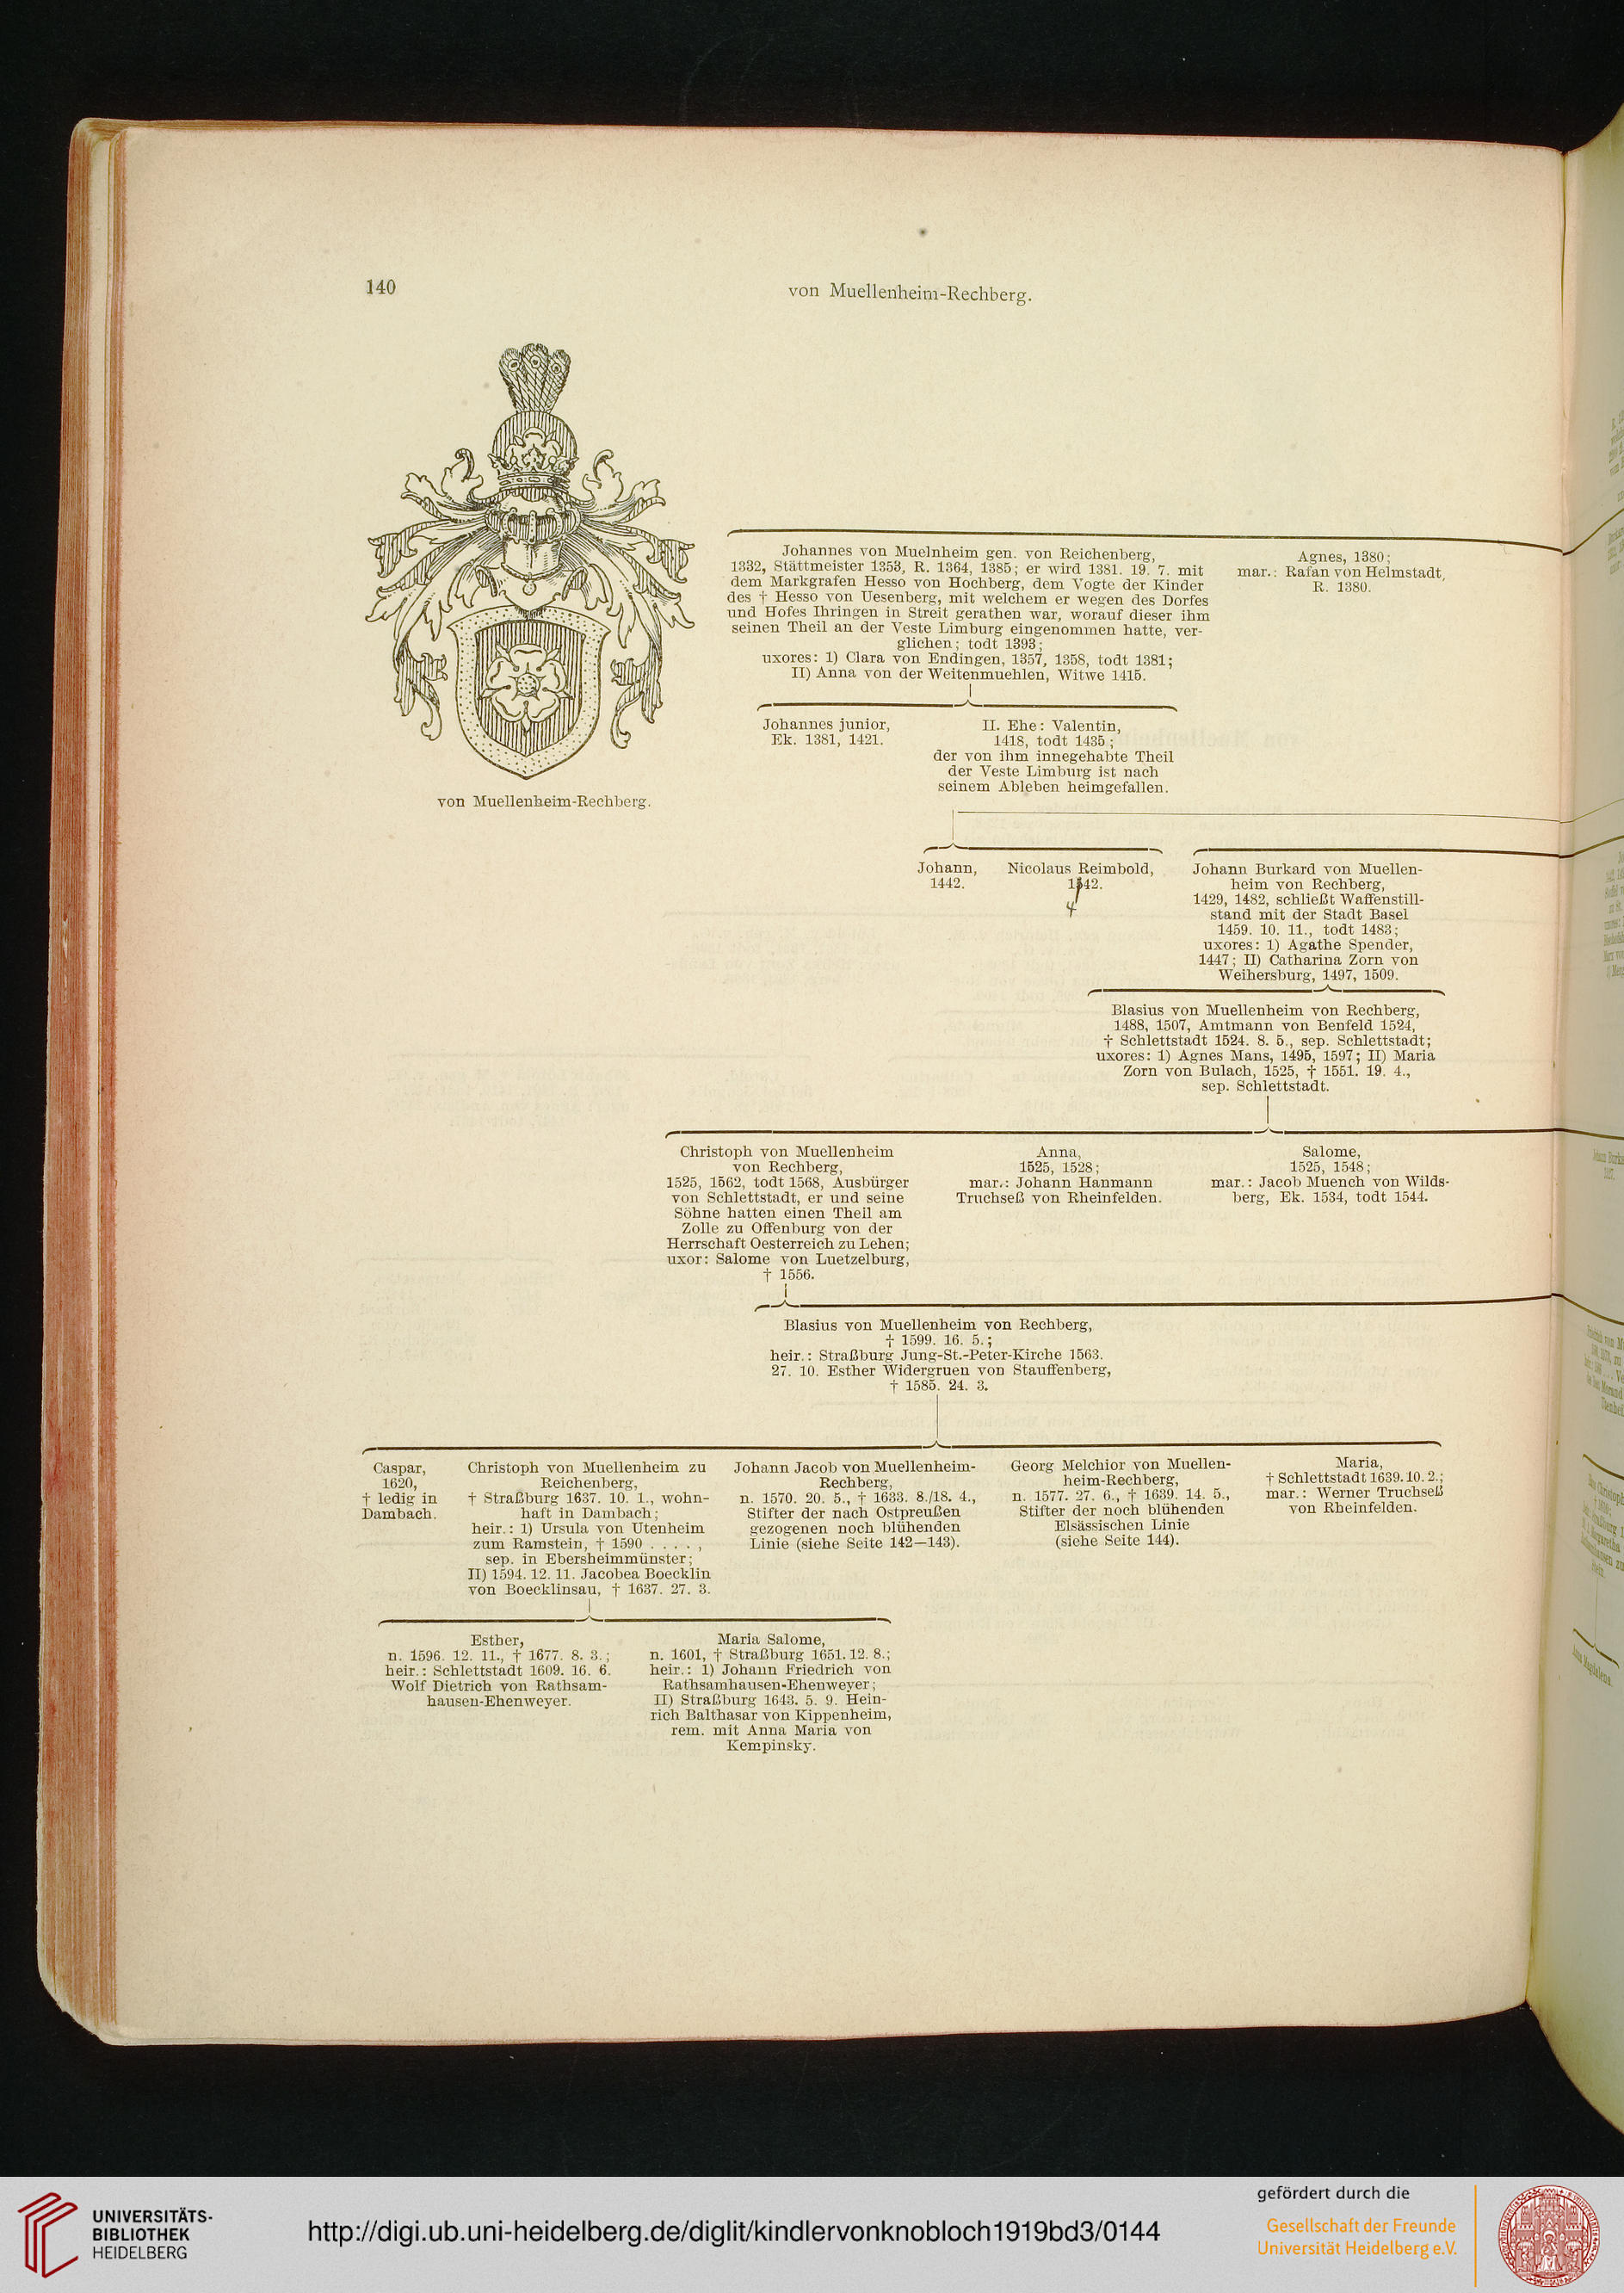 140
von Muellenheim-Rechberg.
von Muellenheim-Rechberg.
Johannes von Muelnheim gen. von Reichenberg,
1332, Stättmeister 1353, R. 1364, 1385; er wird 1381. 19. 7. mit
dem Markgrafen Hesso von Hochberg, dem Vogte der Kinder
des † Hesso von Uesenberg, mit welchem er wegen des Dorfes
und Hofes Ihringen in Streit gerathen war, worauf dieser ihm
seinen Theil an der Veste Limburg eingenommen hatte, ver-
glichen; todt 1393;
uxores: 1) Clara von Endingen, 1357, 1358, todt 1381;
II) Anna von der Weitenmuehlen, Witwe 1415.
Agnes, 1380;
mar.: Rafan von Helmstadt,
R. 1380.
Johannes junior,
Ek. 1381, 1421.
II. Ehe: Valentin,
1418, todt 1435;
der von ihm innegehabte Theil
der Veste Limburg ist nach
seinem Ableben heimgefallen.
Johann,
1442.
Nicolaus Reimbold,
1342.
4
Johann Burkard von Muellen-
heim von Rechberg,
1429, 1482, schließt Waffenstill-
stand mit der Stadt Basel
1459. 10. 11., todt 1483;
uxores: 1) Agathe Spender,
1447; II) Catharina Zorn von
Weihersburg, 1497, 1509.
Blasius von Muellenheim von Rechberg,
1488, 1507, Amtmann von Benfeld 1524,
† Schlettstadt 1524. 8. 5., sep. Schlettstadt;
uxores: 1) Agnes Mans, 1495, 1597; II) Maria
Zorn von Bulach, 1525, † 1551. 19. 4.,
sep. Schlettstadt.
Christoph von Muellenheim
von Rechberg,
1525, 1562, todt 1568, Ausbürger
von Schlettstadt, er und seine
Söhne hatten einen Theil am
Zolle zu Offenburg von der
Herrschaft Oesterreich zu Lehen;
uxor: Salome von Luetzelburg,
† 1556.
Anna,
1525, 1528;
mar.: Johann Hanmann
Truchseß von Rheinfelden.
Salome,
1525, 1548;
mar.: Jacob Muench von Wilds-
berg, Ek. 1534, todt 1544.
Blasius von Muellenheim von Rechberg,
† 1599. 16. 5.;
heir.: Straßburg Jung-St.-Peter-Kirche 1563.
27. 10. Esther Widergruen von Stauffenberg,
† 1585. 24. 3.
Caspar,
1620,
† ledig in
Dambach.
Christoph von Muellenheim zu
Reichenberg,
† Straßburg 1637. 10. 1., wohn-
haft in Dambach;
heir.: 1) Ursula von Utenheim
zum Ramstein, † 1590 . . . . ,
sep. in Ebersheimmünster;
II) 1594. 12. 11. Jacobea Boecklin
von Boecklinsau, † 1637. 27. 3.
Johann Jacob von Muellenheim-
Rechberg,
n. 1570. 20. 5., † 1633. 8./18. 4.,
Stifter der nach Ostpreußen
gezogenen noch blühenden
Linie (siehe Seite 142—143).
Georg Melchior von Muellen-
heim-Rechberg,
n. 1577. 27. 6., † 1639. 14. 5.,
Stifter der noch blühenden
Elsässischen Linie
(siehe Seite 144).
Maria,
† Schlettstadt 1639. 10. 2.;
mar.: Werner Truchseß
von Rheinfelden.
Esther,
n. 1596. 12. 11., † 1677. 8. 3.;
heir.: Schlettstadt 1609. 16. 6.
Wolf Dietrich von Rathsam-
hausen-Ehenweyer.
Maria Salome,
n. 1601, † Straßburg 1651. 12. 8.;
heir.: 1) Johann Friedrich von
Rathsamhausen-Ehenweyer;
II) Straßburg 1643. 5. 9. Hein-
rich Balthasar von Kippenheim,
rem. mit Anna Maria von
Kempinsky.
UNIVERSITÄTS-
BIBLIOTHEK
HEIDELBERG
http://digi.ub.uni-heidelberg.de/diglit/kindlervonknobloch1919bd3/0144
gefördert durch die
Gesellschaft der Freunde
Universität Heidelberg e.V.